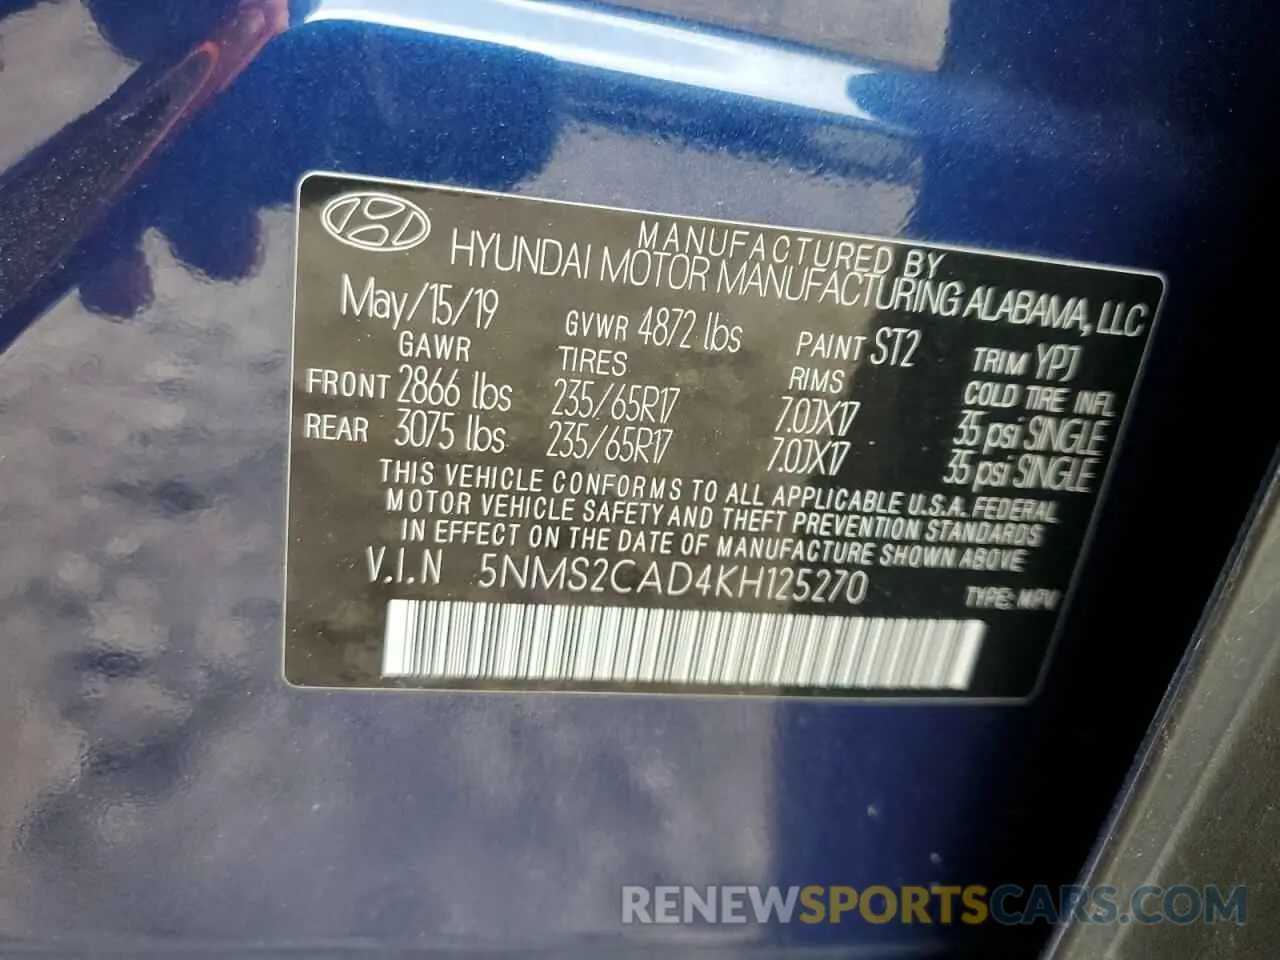 MANUFACTURED BY
HYUNDAI MOTOR MANUFACTURING ALABAMA, LLC
May/15/19 GVWR 4872 lbs PAINT ST2 TRIM YPJ
GAWR TIRES RIMS COLD TIRE INFL
FRONT 2866 lbs 235/65R17 7.0JX17 35 psi SINGLE
REAR 3075 lbs 235/65R17 7.0JX17 35 psi SINGLE
THIS VEHICLE CONFORMS TO ALL APPLICABLE U.S.A. FEDERAL
MOTOR VEHICLE SAFETY AND THEFT PREVENTION STANDARDS
IN EFFECT ON THE DATE OF MANUFACTURE SHOWN ABOVE
V.I.N 5NMS2CAD4KH125270 TYPE: MPV
RENEWSPORTSCARS.COM